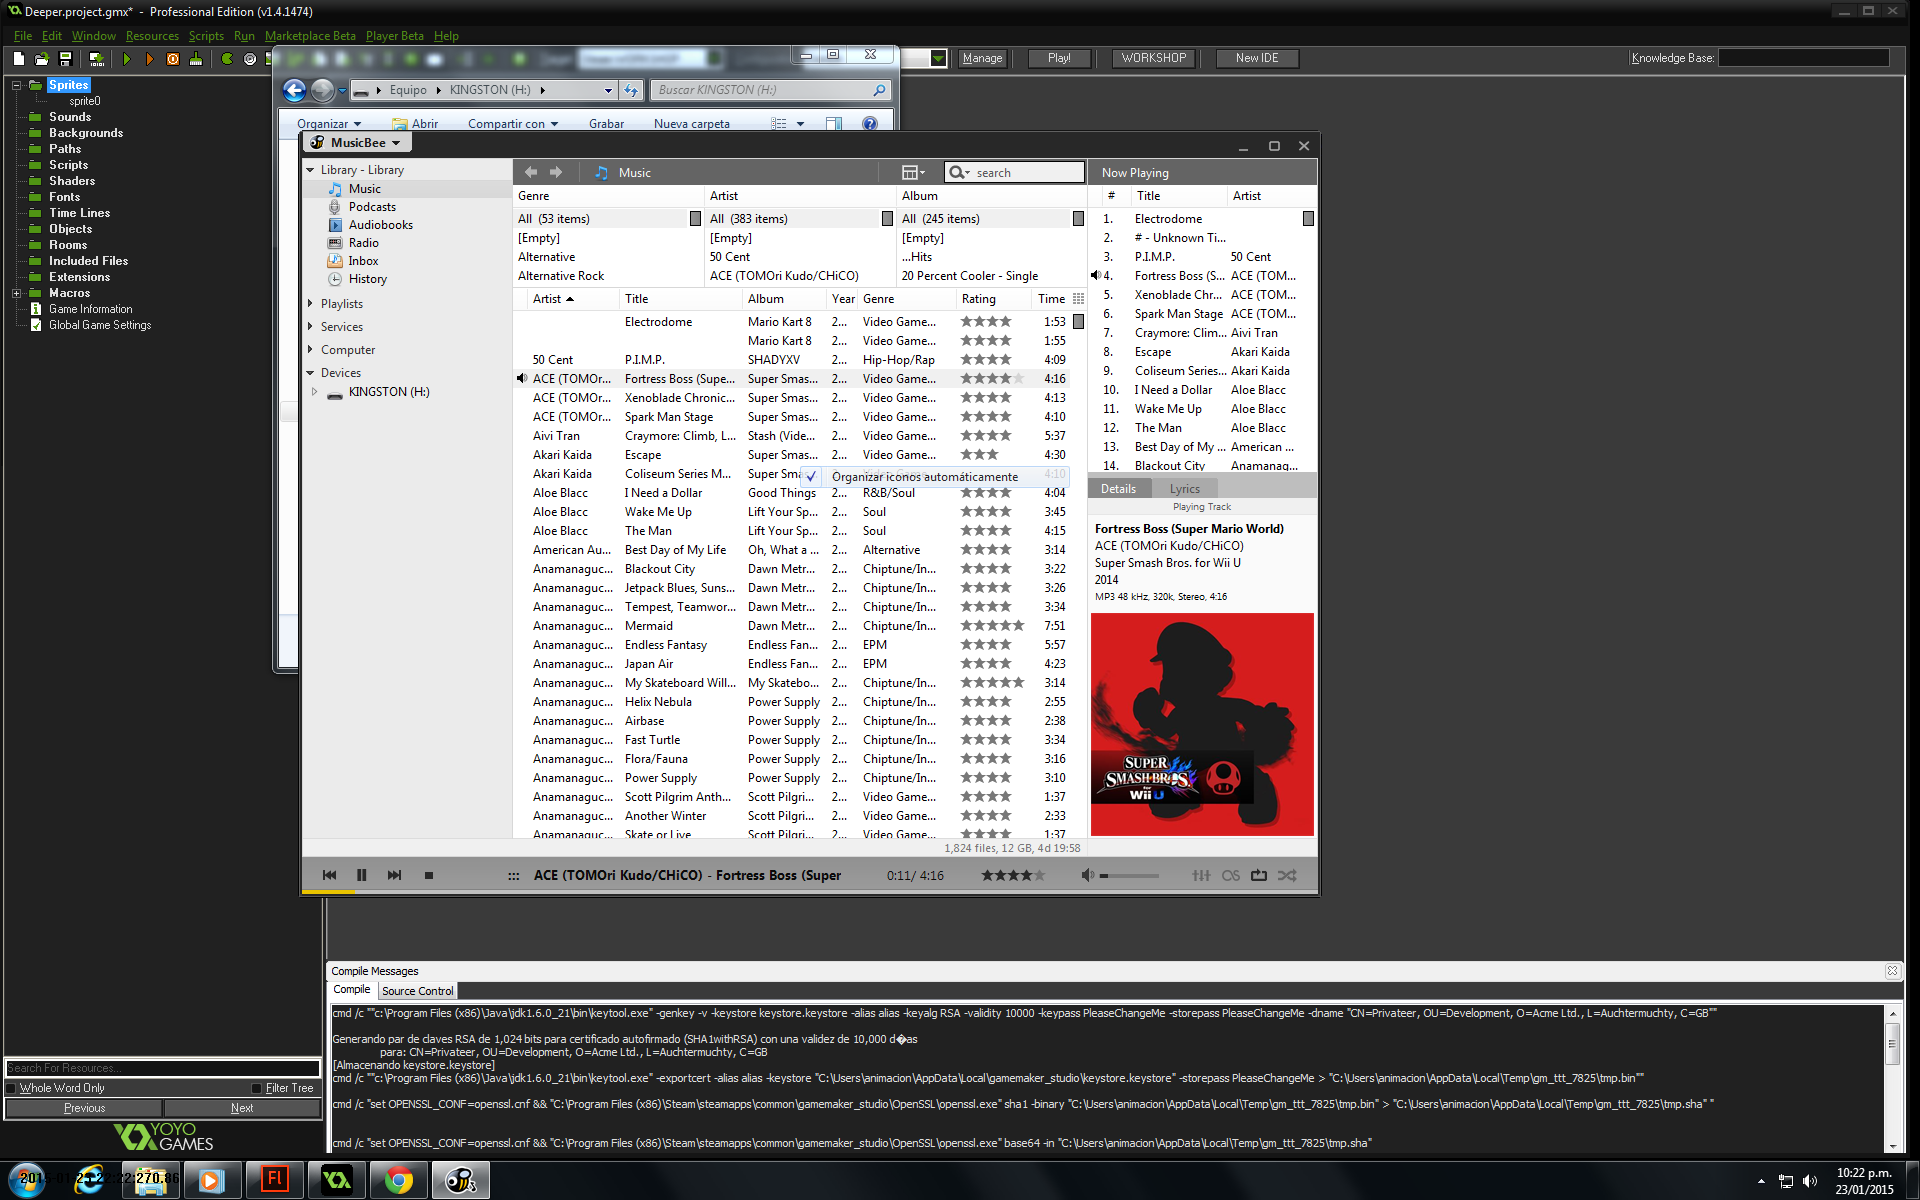 Deeper.project.gmx* - Professional Edition (v1.4.1474)
File Edit Window Resources Scripts Run Marketplace Beta Player Beta Help
Manage Play! WORKSHOP New IDE Knowledge Base:
Sprites
sprite0
Sounds
Backgrounds
Paths
Scripts
Shaders
Fonts
Time Lines
Objects
Rooms
Included Files
Extensions
Macros
Game Information
Global Game Settings
Search For Resources...
Whole Word Only Filter Tree
Previous Next
YOYO
GAMES
Equipo KINGSTON (H:) Buscar KINGSTON (H:)
Organizar Abrir Compartir con Grabar Nueva carpeta
MusicBee
Library - Library
Music
Podcasts
Audiobooks
Radio
Inbox
History
Playlists
Services
Computer
Devices
KINGSTON (H:)
Music search
Genre Artist Album
All (53 items) All (383 items) All (245 items)
[Empty] [Empty] [Empty]
Alternative 50 Cent ...Hits
Alternative Rock ACE (TOMOri Kudo/CHiCO) 20 Percent Cooler - Single
Artist Title Album Year Genre Rating Time
Electrodome Mario Kart 8 2... Video Game... 1:53
Mario Kart 8 2... Video Game... 1:55
50 Cent P.I.M.P. SHADYXV 2... Hip-Hop/Rap 4:09
ACE (TOMOr... Fortress Boss (Supe... Super Smas... 2... Video Game... 4:16
ACE (TOMOr... Xenoblade Chronic... Super Smas... 2... Video Game... 4:13
ACE (TOMOr... Spark Man Stage Super Smas... 2... Video Game... 4:10
Aivi Tran Craymore: Climb, L... Stash (Vide... 2... Video Game... 5:37
Akari Kaida Escape Super Smas... 2... Video Game... 4:30
Akari Kaida Coliseum Series M... Super Smas 4:10
Organizar iconos automáticamente
Aloe Blacc I Need a Dollar Good Things 2... R&B/Soul 4:04
Aloe Blacc Wake Me Up Lift Your Sp... 2... Soul 3:45
Aloe Blacc The Man Lift Your Sp... 2... Soul 4:15
American Au... Best Day of My Life Oh, What a ... 2... Alternative 3:14
Anamanaguc... Blackout City Dawn Metr... 2... Chiptune/In... 3:22
Anamanaguc... Jetpack Blues, Suns... Dawn Metr... 2... Chiptune/In... 3:26
Anamanaguc... Tempest, Teamwor... Dawn Metr... 2... Chiptune/In... 3:34
Anamanaguc... Mermaid Dawn Metr... 2... Chiptune/In... 7:51
Anamanaguc... Endless Fantasy Endless Fan... 2... EPM 5:57
Anamanaguc... Japan Air Endless Fan... 2... EPM 4:23
Anamanaguc... My Skateboard Will... My Skatebo... 2... Chiptune/In... 3:14
Anamanaguc... Helix Nebula Power Supply 2... Chiptune/In... 2:55
Anamanaguc... Airbase Power Supply 2... Chiptune/In... 2:38
Anamanaguc... Fast Turtle Power Supply 2... Chiptune/In... 3:34
Anamanaguc... Flora/Fauna Power Supply 2... Chiptune/In... 3:16
Anamanaguc... Power Supply Power Supply 2... Chiptune/In... 3:10
Anamanaguc... Scott Pilgrim Anth... Scott Pilgri... 2... Video Game... 1:37
Anamanaguc... Another Winter Scott Pilgri... 2... Video Game... 2:33
Anamanaguc... Skate or Live Scott Pilgri... 2... Video Game... 1:37
1,824 files, 12 GB, 4d 19:58
Now Playing
# Title Artist
1. Electrodome
2. # - Unknown Ti...
3. P.I.M.P. 50 Cent
4. Fortress Boss (S... ACE (TOM...
5. Xenoblade Chr... ACE (TOM...
6. Spark Man Stage ACE (TOM...
7. Craymore: Clim... Aivi Tran
8. Escape Akari Kaida
9. Coliseum Series... Akari Kaida
10. I Need a Dollar Aloe Blacc
11. Wake Me Up Aloe Blacc
12. The Man Aloe Blacc
13. Best Day of My ... American ...
14. Blackout City Anamanag...
Details Lyrics
Playing Track
Fortress Boss (Super Mario World)
ACE (TOMOri Kudo/CHiCO)
Super Smash Bros. for Wii U
2014
MP3 48 kHz, 320k, Stereo, 4:16
SUPER
SMASH BROS.
for
Wii U
ACE (TOMOri Kudo/CHiCO) - Fortress Boss (Super 0:11/ 4:16
Compile Messages
Compile Source Control
cmd /c ""c:\Program Files (x86)\Java\jdk1.6.0_21\bin\keytool.exe" -genkey -v -keystore keystore.keystore -alias alias -keyalg RSA -validity 10000 -keypass PleaseChangeMe -storepass PleaseChangeMe -dname "CN=Privateer, OU=Development, O=Acme Ltd., L=Auchtermuchty, C=GB""
Generando par de claves RSA de 1,024 bits para certificado autofirmado (SHA1withRSA) con una validez de 10,000 d�as
para: CN=Privateer, OU=Development, O=Acme Ltd., L=Auchtermuchty, C=GB
[Almacenando keystore.keystore]
cmd /c ""c:\Program Files (x86)\Java\jdk1.6.0_21\bin\keytool.exe" -exportcert -alias alias -keystore "C:\Users\animacion\AppData\Local\gamemaker_studio\keystore.keystore" -storepass PleaseChangeMe > "C:\Users\animacion\AppData\Local\Temp\gm_ttt_7825\tmp.bin""
cmd /c "set OPENSSL_CONF=openssl.cnf && "C:\Program Files (x86)\Steam\steamapps\common\gamemaker_studio\OpenSSL\openssl.exe" sha1 -binary "C:\Users\animacion\AppData\Local\Temp\gm_ttt_7825\tmp.bin" > "C:\Users\animacion\AppData\Local\Temp\gm_ttt_7825\tmp.sha" "
cmd /c "set OPENSSL_CONF=openssl.cnf && "C:\Program Files (x86)\Steam\steamapps\common\gamemaker_studio\OpenSSL\openssl.exe" base64 -in "C:\Users\animacion\AppData\Local\Temp\gm_ttt_7825\tmp.sha"
Fl
10:22 p.m.
23/01/2015